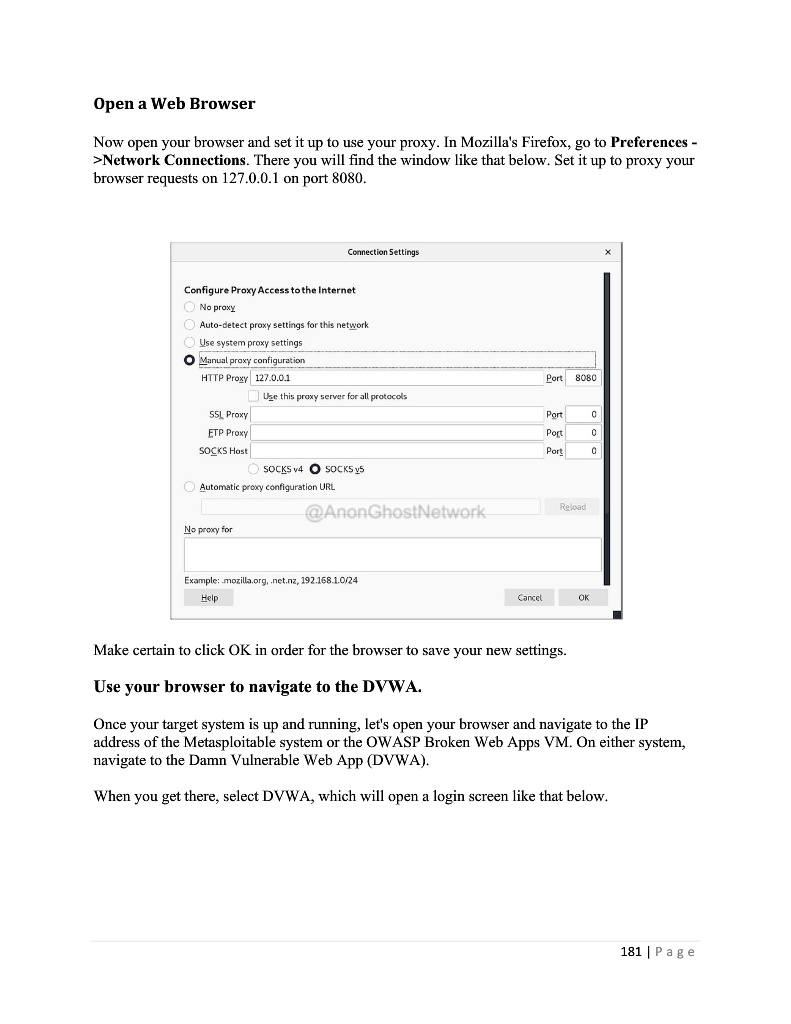 Open a Web Browser
Now open your browser and set it up to use your proxy. In Mozilla's Firefox, go to Preferences -
>Network Connections. There you will find the window like that below. Set it up to proxy your
browser requests on 127.0.0.1 on port 8080.
Connection Settings ×
Configure Proxy Access to the Internet
No proxy
Auto-detect proxy settings for this network
Use system proxy settings
Manual proxy configuration
HTTP Proxy 127.0.0.1 Port 8080
Use this proxy server for all protocols
SSL Proxy Port 0
FTP Proxy Port 0
SOCKS Host Port 0
SOCKS v4 SOCKS v5
Automatic proxy configuration URL
@AnonGhostNetwork Reload
No proxy for
Example: .mozilla.org, .net.nz, 192.168.1.0/24
Help Cancel OK
Make certain to click OK in order for the browser to save your new settings.
Use your browser to navigate to the DVWA.
Once your target system is up and running, let's open your browser and navigate to the IP
address of the Metasploitable system or the OWASP Broken Web Apps VM. On either system,
navigate to the Damn Vulnerable Web App (DVWA).
When you get there, select DVWA, which will open a login screen like that below.
181 | Page